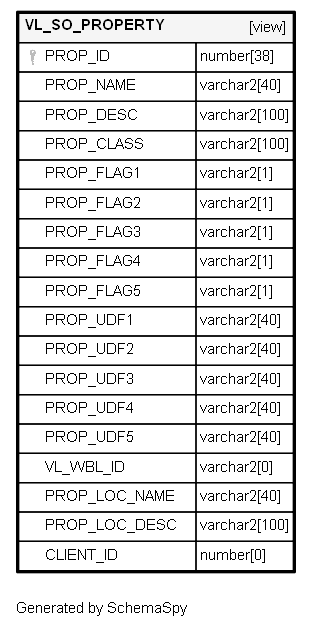 VL_SO_PROPERTY [view]
PROP_ID number[38]
PROP_NAME varchar2[40]
PROP_DESC varchar2[100]
PROP_CLASS varchar2[100]
PROP_FLAG1 varchar2[1]
PROP_FLAG2 varchar2[1]
PROP_FLAG3 varchar2[1]
PROP_FLAG4 varchar2[1]
PROP_FLAG5 varchar2[1]
PROP_UDF1 varchar2[40]
PROP_UDF2 varchar2[40]
PROP_UDF3 varchar2[40]
PROP_UDF4 varchar2[40]
PROP_UDF5 varchar2[40]
VL_WBL_ID varchar2[0]
PROP_LOC_NAME varchar2[40]
PROP_LOC_DESC varchar2[100]
CLIENT_ID number[0]
Generated by SchemaSpy